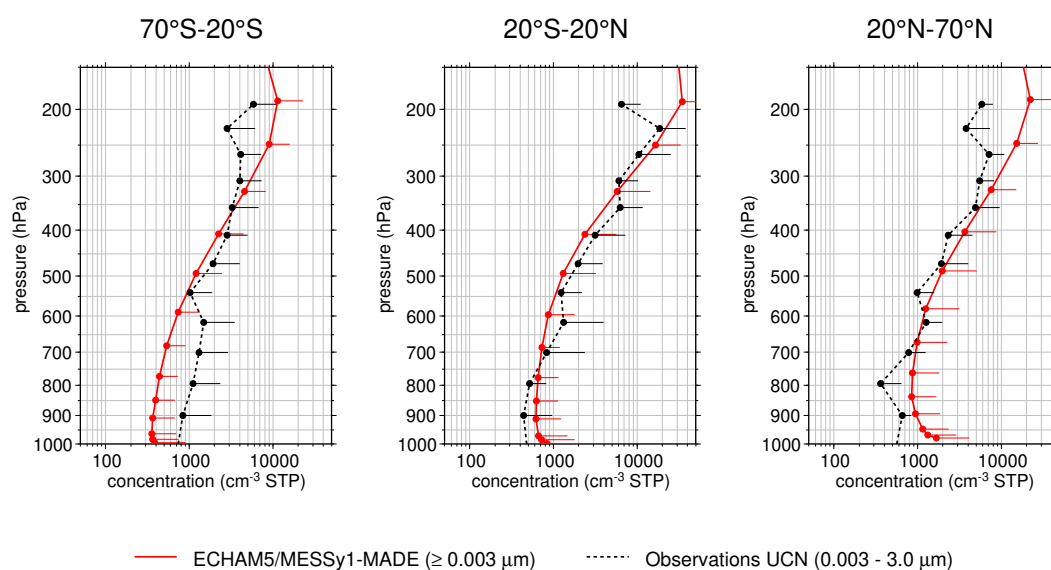 70°S-20°S
20°S-20°N
20°N-70°N
200
300
400
500
600
700
800
900
1000
pressure (hPa)
100 1000 10000
concentration (cm⁻³ STP)
200
300
400
500
600
700
800
900
1000
pressure (hPa)
100 1000 10000
concentration (cm⁻³ STP)
200
300
400
500
600
700
800
900
1000
pressure (hPa)
100 1000 10000
concentration (cm⁻³ STP)
ECHAM5/MESSy1-MADE (≥ 0.003 μm)
Observations UCN (0.003 - 3.0 μm)